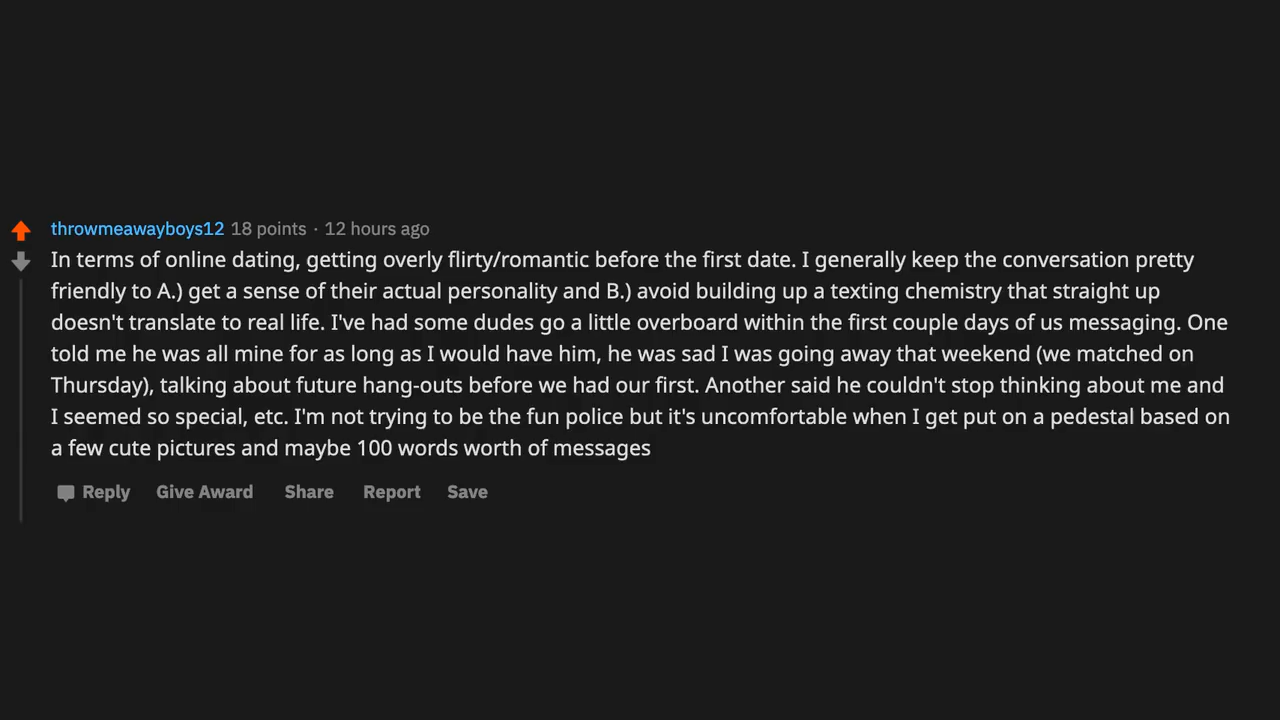 throwmeawayboys12 18 points · 12 hours ago
In terms of online dating, getting overly flirty/romantic before the first date. I generally keep the conversation pretty
friendly to A.) get a sense of their actual personality and B.) avoid building up a texting chemistry that straight up
doesn't translate to real life. I've had some dudes go a little overboard within the first couple days of us messaging. One
told me he was all mine for as long as I would have him, he was sad I was going away that weekend (we matched on
Thursday), talking about future hang-outs before we had our first. Another said he couldn't stop thinking about me and
I seemed so special, etc. I'm not trying to be the fun police but it's uncomfortable when I get put on a pedestal based on
a few cute pictures and maybe 100 words worth of messages
Reply Give Award Share Report Save